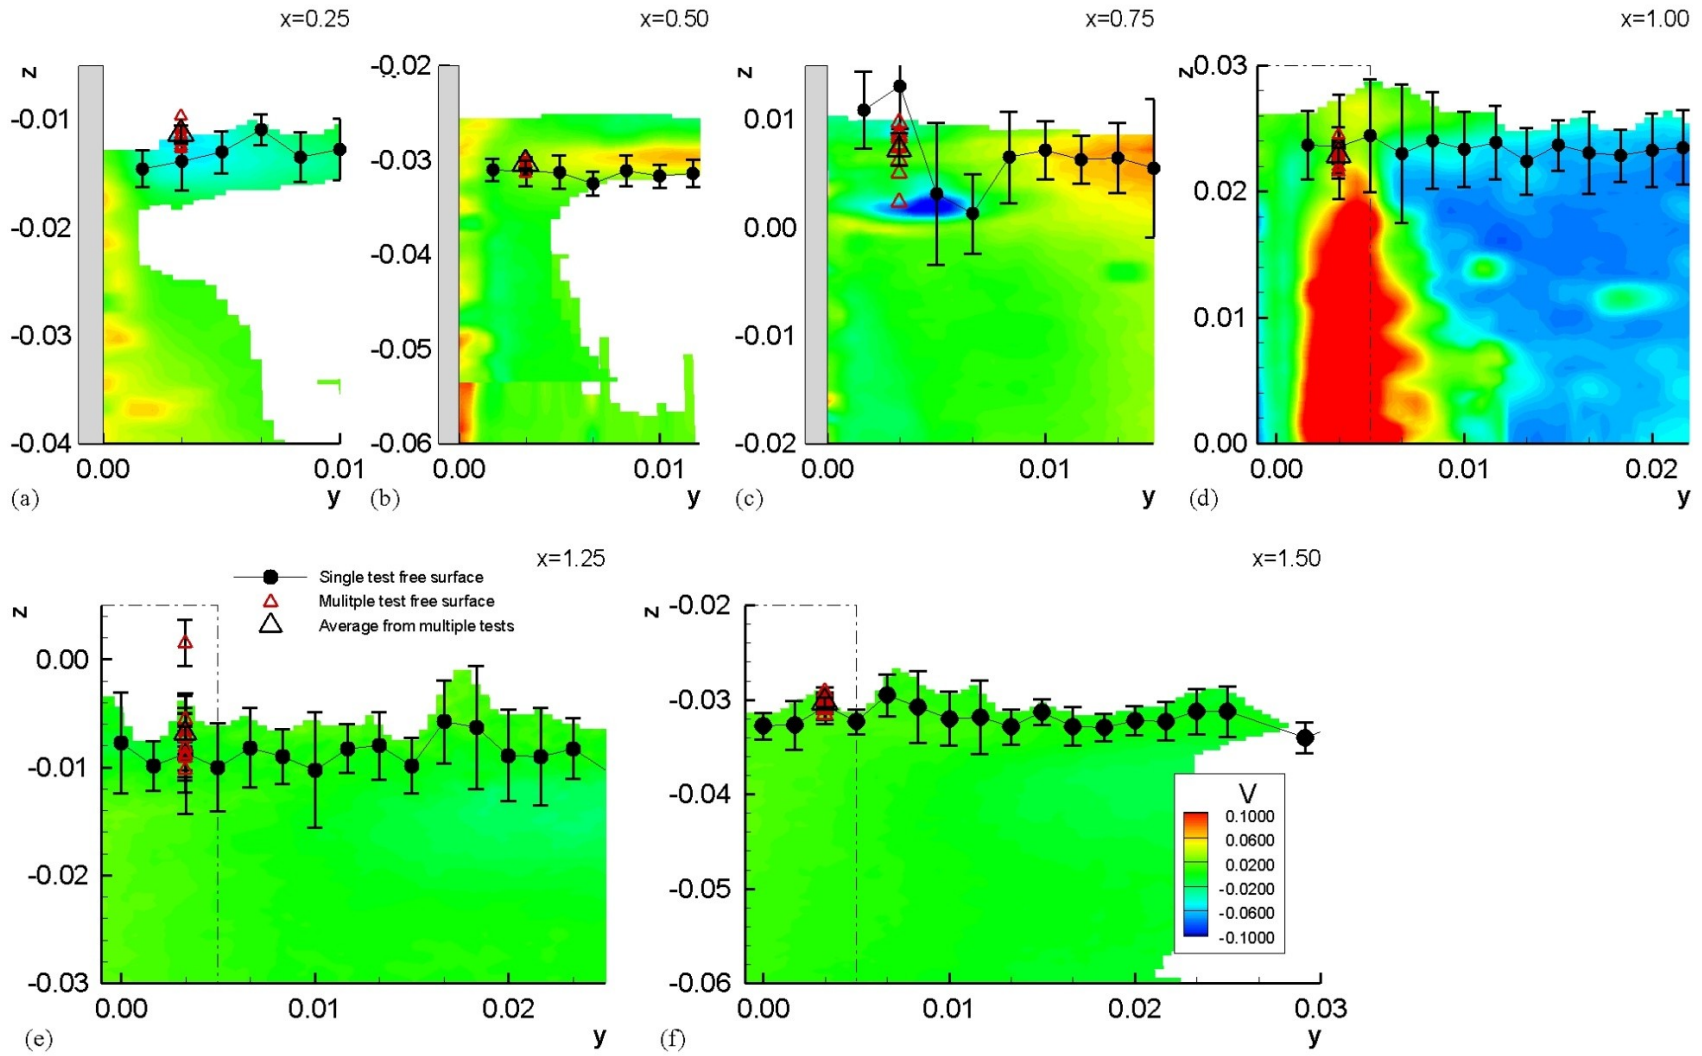 x=0.25
x=0.50
x=0.75
x=1.00
z
-0.01
-0.02
-0.03
-0.04
0.00
0.01
y
(a)
-0.02
-0.03
-0.04
-0.05
-0.06
0.00
0.01
y
(b)
z
0.01
0.00
-0.01
-0.02
0.00
0.01
y
(c)
z
0.03
0.02
0.01
0.00
0.00
0.01
0.02
y
(d)
x=1.25
Single test free surface
Mulitple test free surface
Average from multiple tests
z
0.00
-0.01
-0.02
-0.03
0.00
0.01
0.02
y
(e)
x=1.50
z
-0.02
-0.03
-0.04
-0.05
-0.06
V
0.1000
0.0600
0.0200
-0.0200
-0.0600
-0.1000
0.00
0.01
0.02
0.03
y
(f)